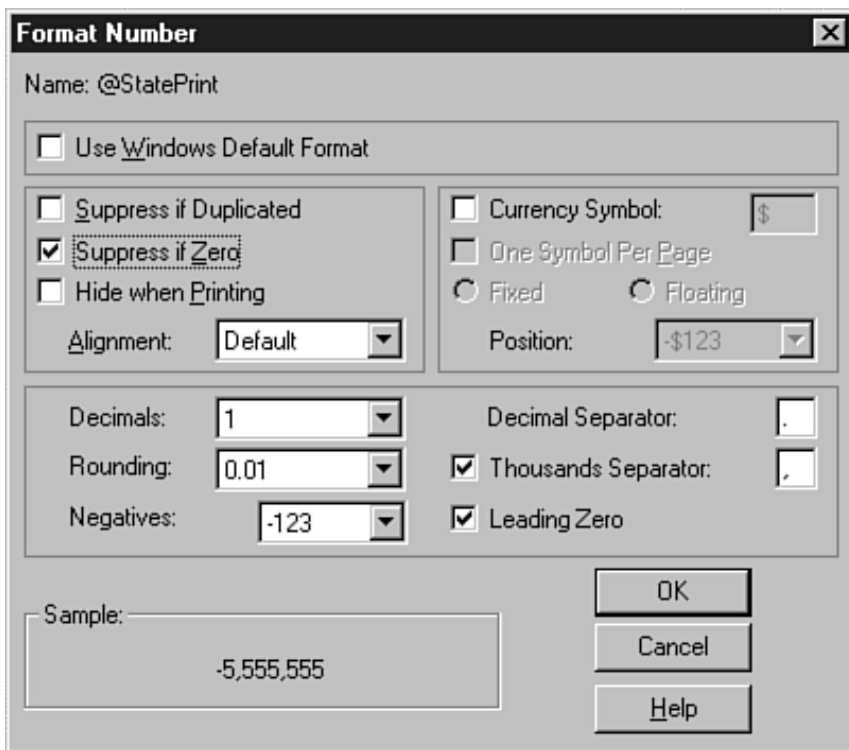 Format Number
Name: @StatePrint
Use Windows Default Format
Suppress if Duplicated
Suppress if Zero
Hide when Printing
Alignment: Default
Currency Symbol: $
One Symbol Per Page
Fixed Floating
Position: -$123
Decimals: 1
Rounding: 0.01
Negatives: -123
Decimal Separator: .
Thousands Separator: ,
Leading Zero
Sample:
-5,555,555
OK
Cancel
Help